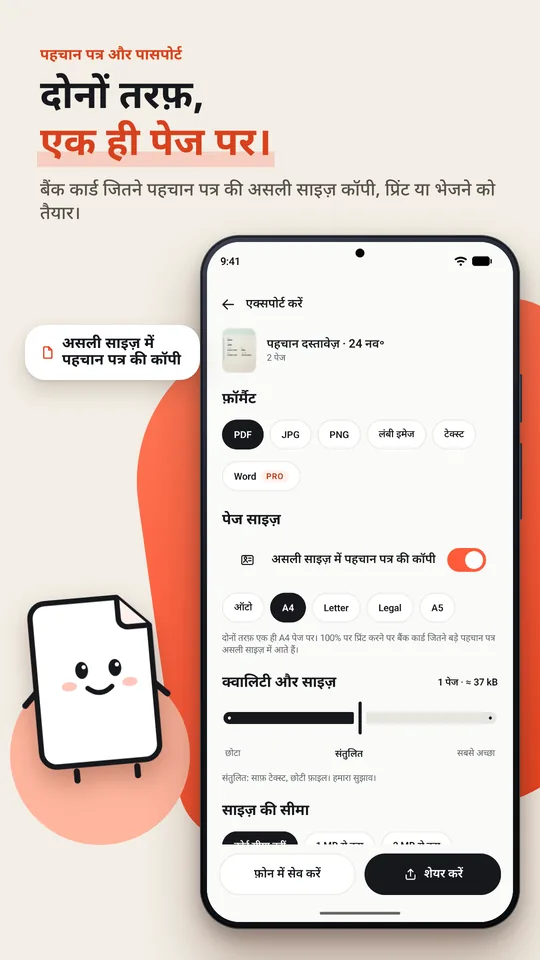 पहचान पत्र और पासपोर्ट
दोनों तरफ़,
एक ही पेज पर।
बैंक कार्ड जितने पहचान पत्र की असली साइज़ कॉपी, प्रिंट या भेजने को
तैयार।
9:41
एक्सपोर्ट करें
असली साइज़ में
पहचान पत्र की कॉपी
पहचान दस्तावेज़ · 24 नव॰
2 पेज
फ़ॉर्मैट
PDF JPG PNG लंबी इमेज टेक्स्ट
Word PRO
पेज साइज़
असली साइज़ में पहचान पत्र की कॉपी
ऑटो A4 Letter Legal A5
दोनों तरफ़ एक ही A4 पेज पर। 100% पर प्रिंट करने पर बैंक कार्ड जितने बड़े पहचान पत्र
असली साइज़ में आते हैं।
क्वालिटी और साइज़ 1 पेज · ≈ 37 kB
छोटा संतुलित सबसे अच्छा
संतुलित: साफ़ टेक्स्ट, छोटी फ़ाइल। हमारा सुझाव।
साइज़ की सीमा
फ़ोन में सेव करें शेयर करें